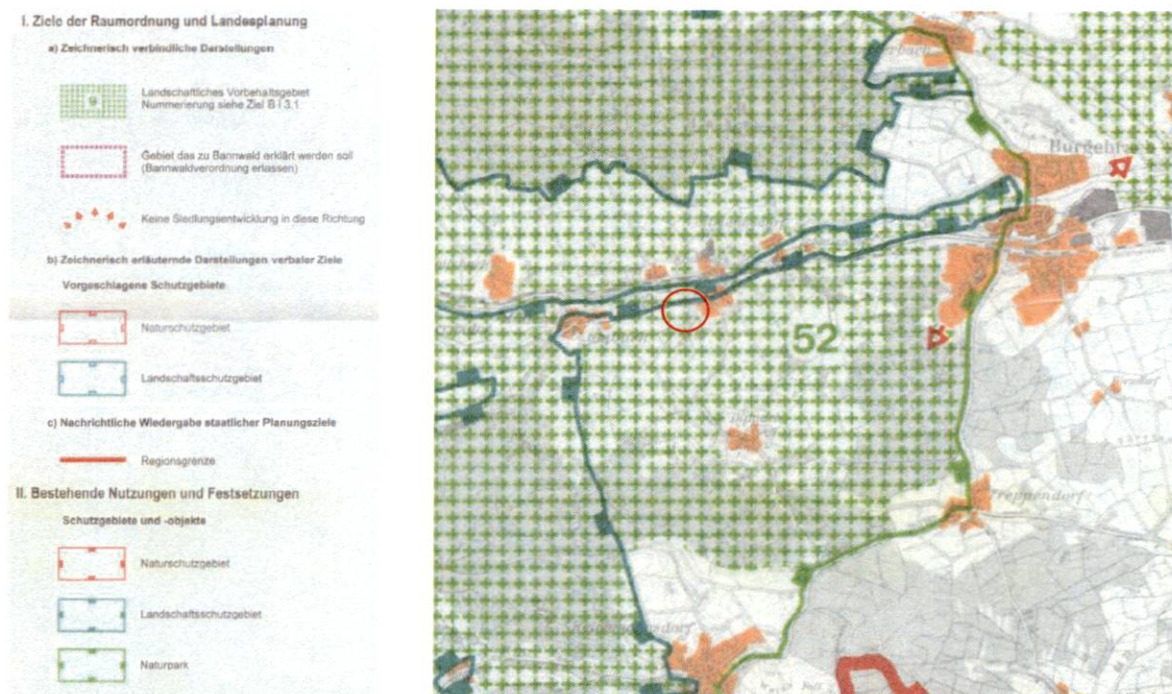 I. Ziele der Raumordnung und Landesplanung
a) Zeichnerisch verbindliche Darstellungen
9
Landschaftliches Vorbehaltsgebiet
Nummerierung siehe Ziel B I 3.1
Gebiet das zu Bannwald erklärt werden soll
(Bannwaldverordnung erlassen)
Keine Siedlungsentwicklung in diese Richtung
b) Zeichnerisch erläuternde Darstellungen verbaler Ziele
Vorgeschlagene Schutzgebiete
Naturschutzgebiet
Landschaftsschutzgebiet
c) Nachrichtliche Wiedergabe staatlicher Planungsziele
Regionsgrenze
II. Bestehende Nutzungen und Festsetzungen
Schutzgebiete und -objekte
Naturschutzgebiet
Landschaftsschutzgebiet
Naturpark
52
Treppendorf